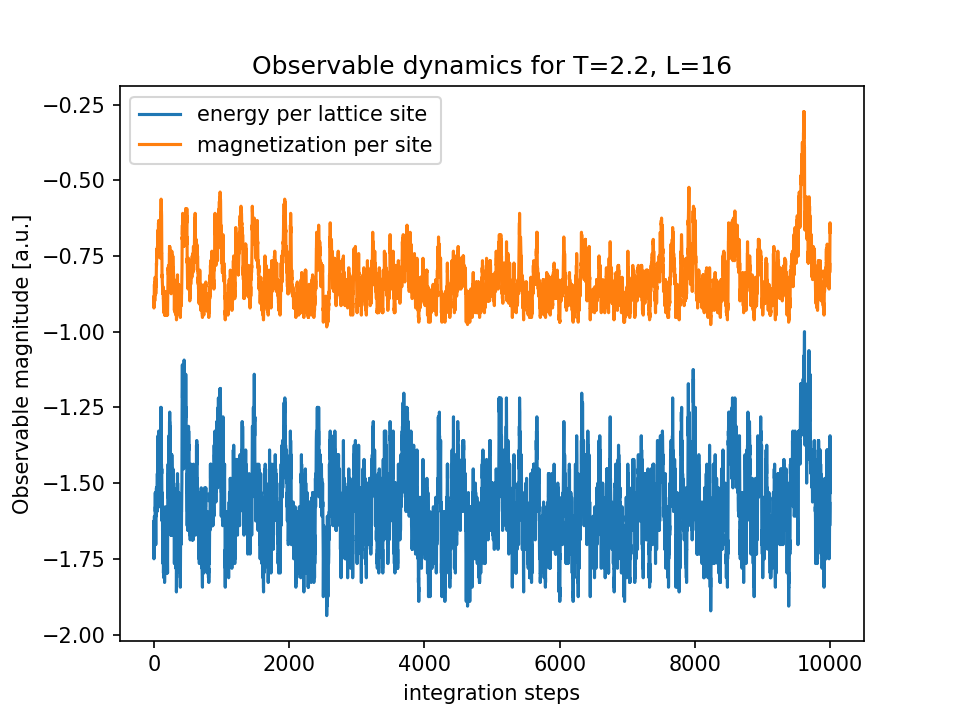 Observable dynamics for T=2.2, L=16
energy per lattice site
magnetization per site
Observable magnitude [a.u.]
−0.25
−0.50
−0.75
−1.00
−1.25
−1.50
−1.75
−2.00
0 2000 4000 6000 8000 10000
integration steps